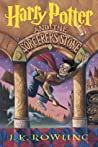 Harry Potter
AND THE
SORCERER'S STONE
J.K. ROWLING